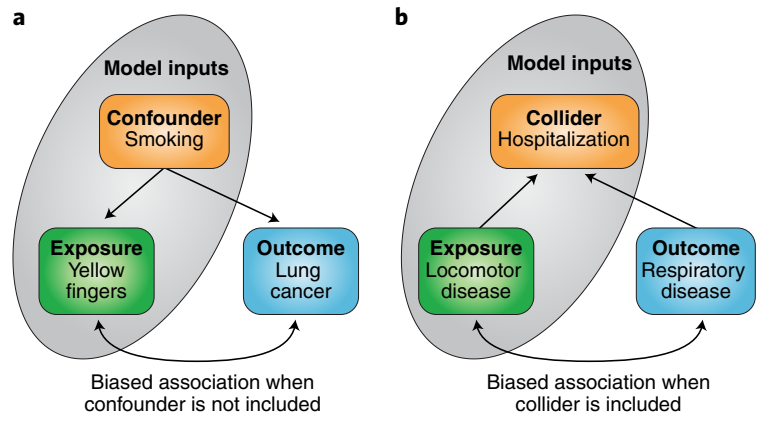 a
Model inputs
Confounder
Smoking
Exposure
Yellow
fingers
Outcome
Lung
cancer
Biased association when
confounder is not included
b
Model inputs
Collider
Hospitalization
Exposure
Locomotor
disease
Outcome
Respiratory
disease
Biased association when
collider is included